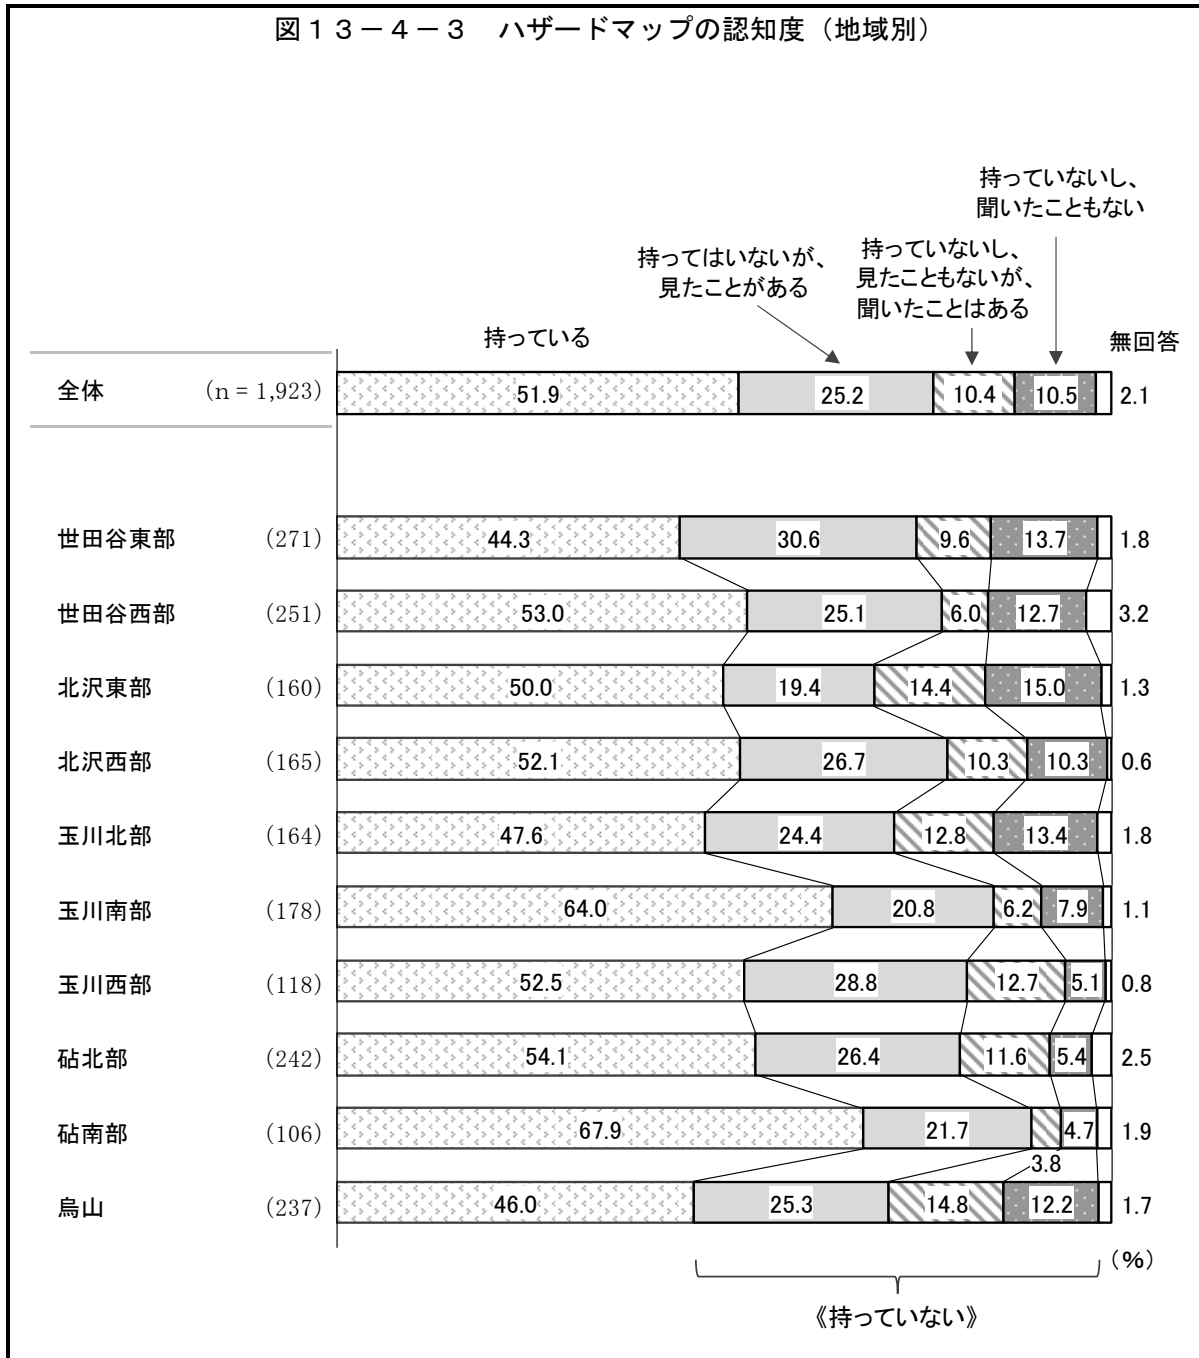 図１３－４－３　ハザードマップの認知度（地域別）
持っていないし、
聞いたこともない
持ってはいないが、
見たことがある
持っていないし、
見たこともないが、
聞いたことはある
持っている
無回答
全体 (n = 1,923) 51.9 25.2 10.4 10.5 2.1
世田谷東部 (271) 44.3 30.6 9.6 13.7 1.8
世田谷西部 (251) 53.0 25.1 6.0 12.7 3.2
北沢東部 (160) 50.0 19.4 14.4 15.0 1.3
北沢西部 (165) 52.1 26.7 10.3 10.3 0.6
玉川北部 (164) 47.6 24.4 12.8 13.4 1.8
玉川南部 (178) 64.0 20.8 6.2 7.9 1.1
玉川西部 (118) 52.5 28.8 12.7 5.1 0.8
砧北部 (242) 54.1 26.4 11.6 5.4 2.5
砧南部 (106) 67.9 21.7 3.8 4.7 1.9
烏山 (237) 46.0 25.3 14.8 12.2 1.7
(%)
《持っていない》